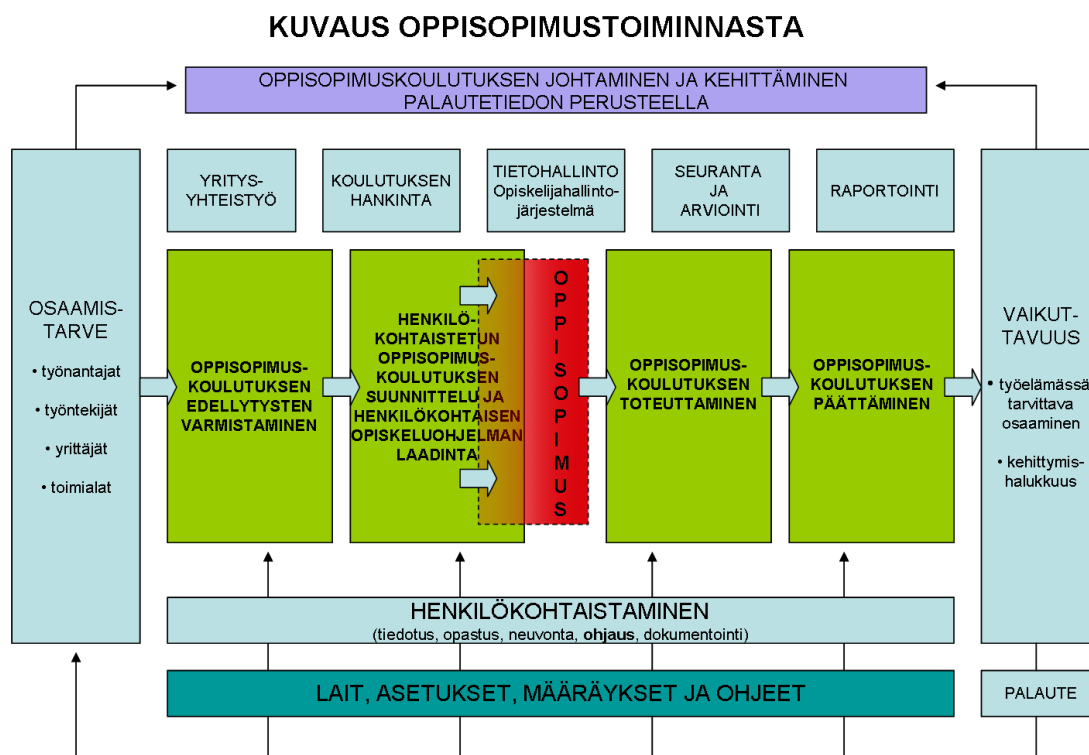 KUVAUS OPPISOPIMUSTOIMINNASTA
OPPISOPIMUSKOULUTUKSEN JOHTAMINEN JA KEHITTÄMINEN
PALAUTETIEDON PERUSTEELLA
YRITYS-
YHTEISTYÖ
KOULUTUKSEN
HANKINTA
TIETOHALLINTO
Opiskelijahallinto-
järjestelmä
SEURANTA
JA
ARVIOINTI
RAPORTOINTI
OSAAMIS-
TARVE
• työnantajat
• työntekijät
• yrittäjät
• toimialat
OPPISOPIMUS-
KOULUTUKSEN
EDELLYTYSTEN
VARMISTAMINEN
HENKILÖ-
KOHTAISTETUN
OPPISOPIMUS-
KOULUTUKSEN
SUUNNITTELU JA
HENKILÖKOHTAISEN
OPISKELUOHJELMAN
LAADINTA
O
P
P
I
S
O
P
I
M
U
S
OPPISOPIMUS-
KOULUTUKSEN
TOTEUTTAMINEN
OPPISOPIMUS-
KOULUTUKSEN
PÄÄTTÄMINEN
VAIKUT-
TAVUUS
• työelämässä
tarvittava
osaaminen
• kehittymis-
halukkuus
HENKILÖKOHTAISTAMINEN
(tiedotus, opastus, neuvonta, ohjaus, dokumentointi)
LAIT, ASETUKSET, MÄÄRÄYKSET JA OHJEET
PALAUTE